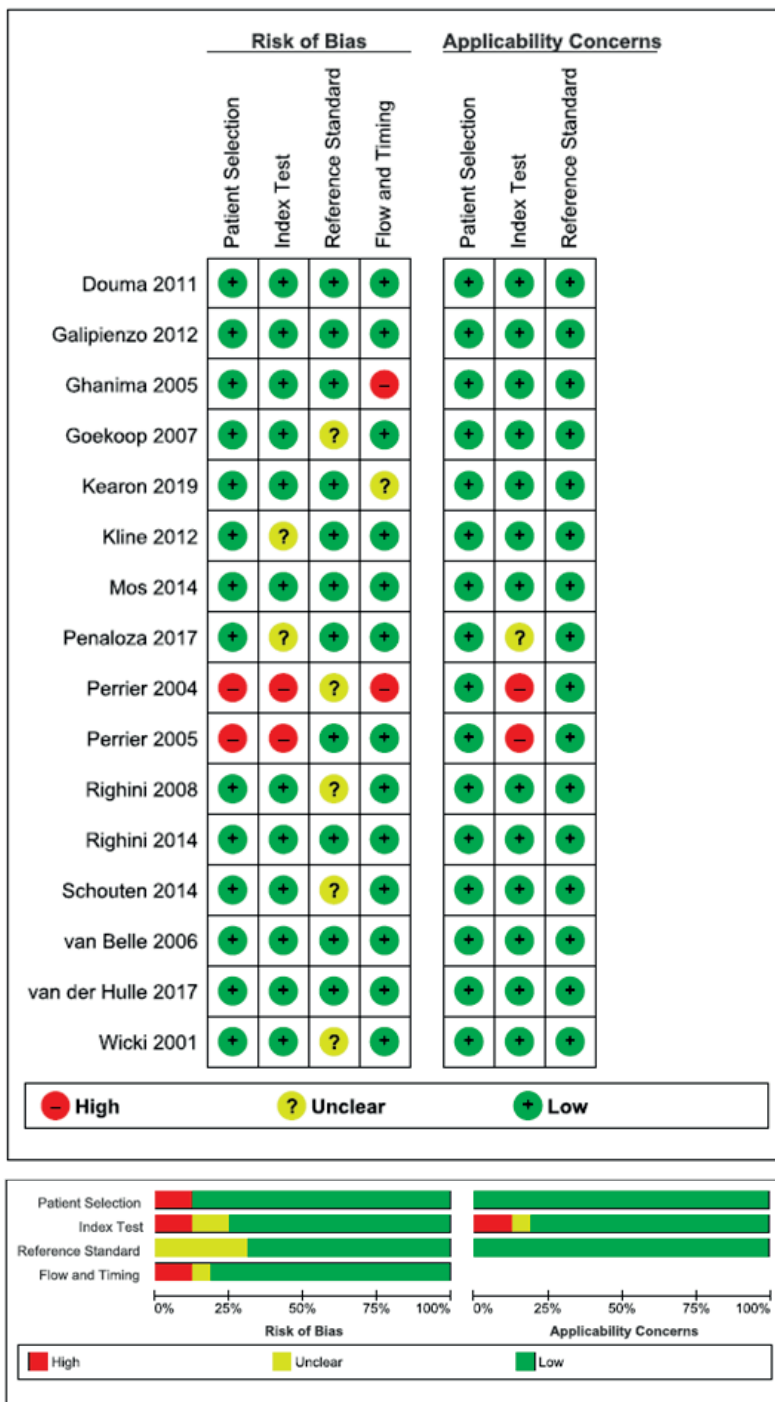 Risk of Bias Applicability Concerns
Patient Selection
Index Test
Reference Standard
Flow and Timing
Patient Selection
Index Test
Reference Standard
Douma 2011 + + + + + + +
Galipienzo 2012 + + + + + + +
Ghanima 2005 + + + – + + +
Goekoop 2007 + + ? + + + +
Kearon 2019 + + + ? + + +
Kline 2012 + ? + + + + +
Mos 2014 + + + + + + +
Penaloza 2017 + ? + + + ? +
Perrier 2004 – – ? – + – +
Perrier 2005 – – + + + – +
Righini 2008 + + ? + + + +
Righini 2014 + + + + + + +
Schouten 2014 + + ? + + + +
van Belle 2006 + + + + + + +
van der Hulle 2017 + + + + + + +
Wicki 2001 + + ? + + + +
– High ? Unclear + Low
Patient Selection
Index Test
Reference Standard
Flow and Timing
0% 25% 50% 75% 100% 0% 25% 50% 75% 100%
Risk of Bias Applicability Concerns
High Unclear Low